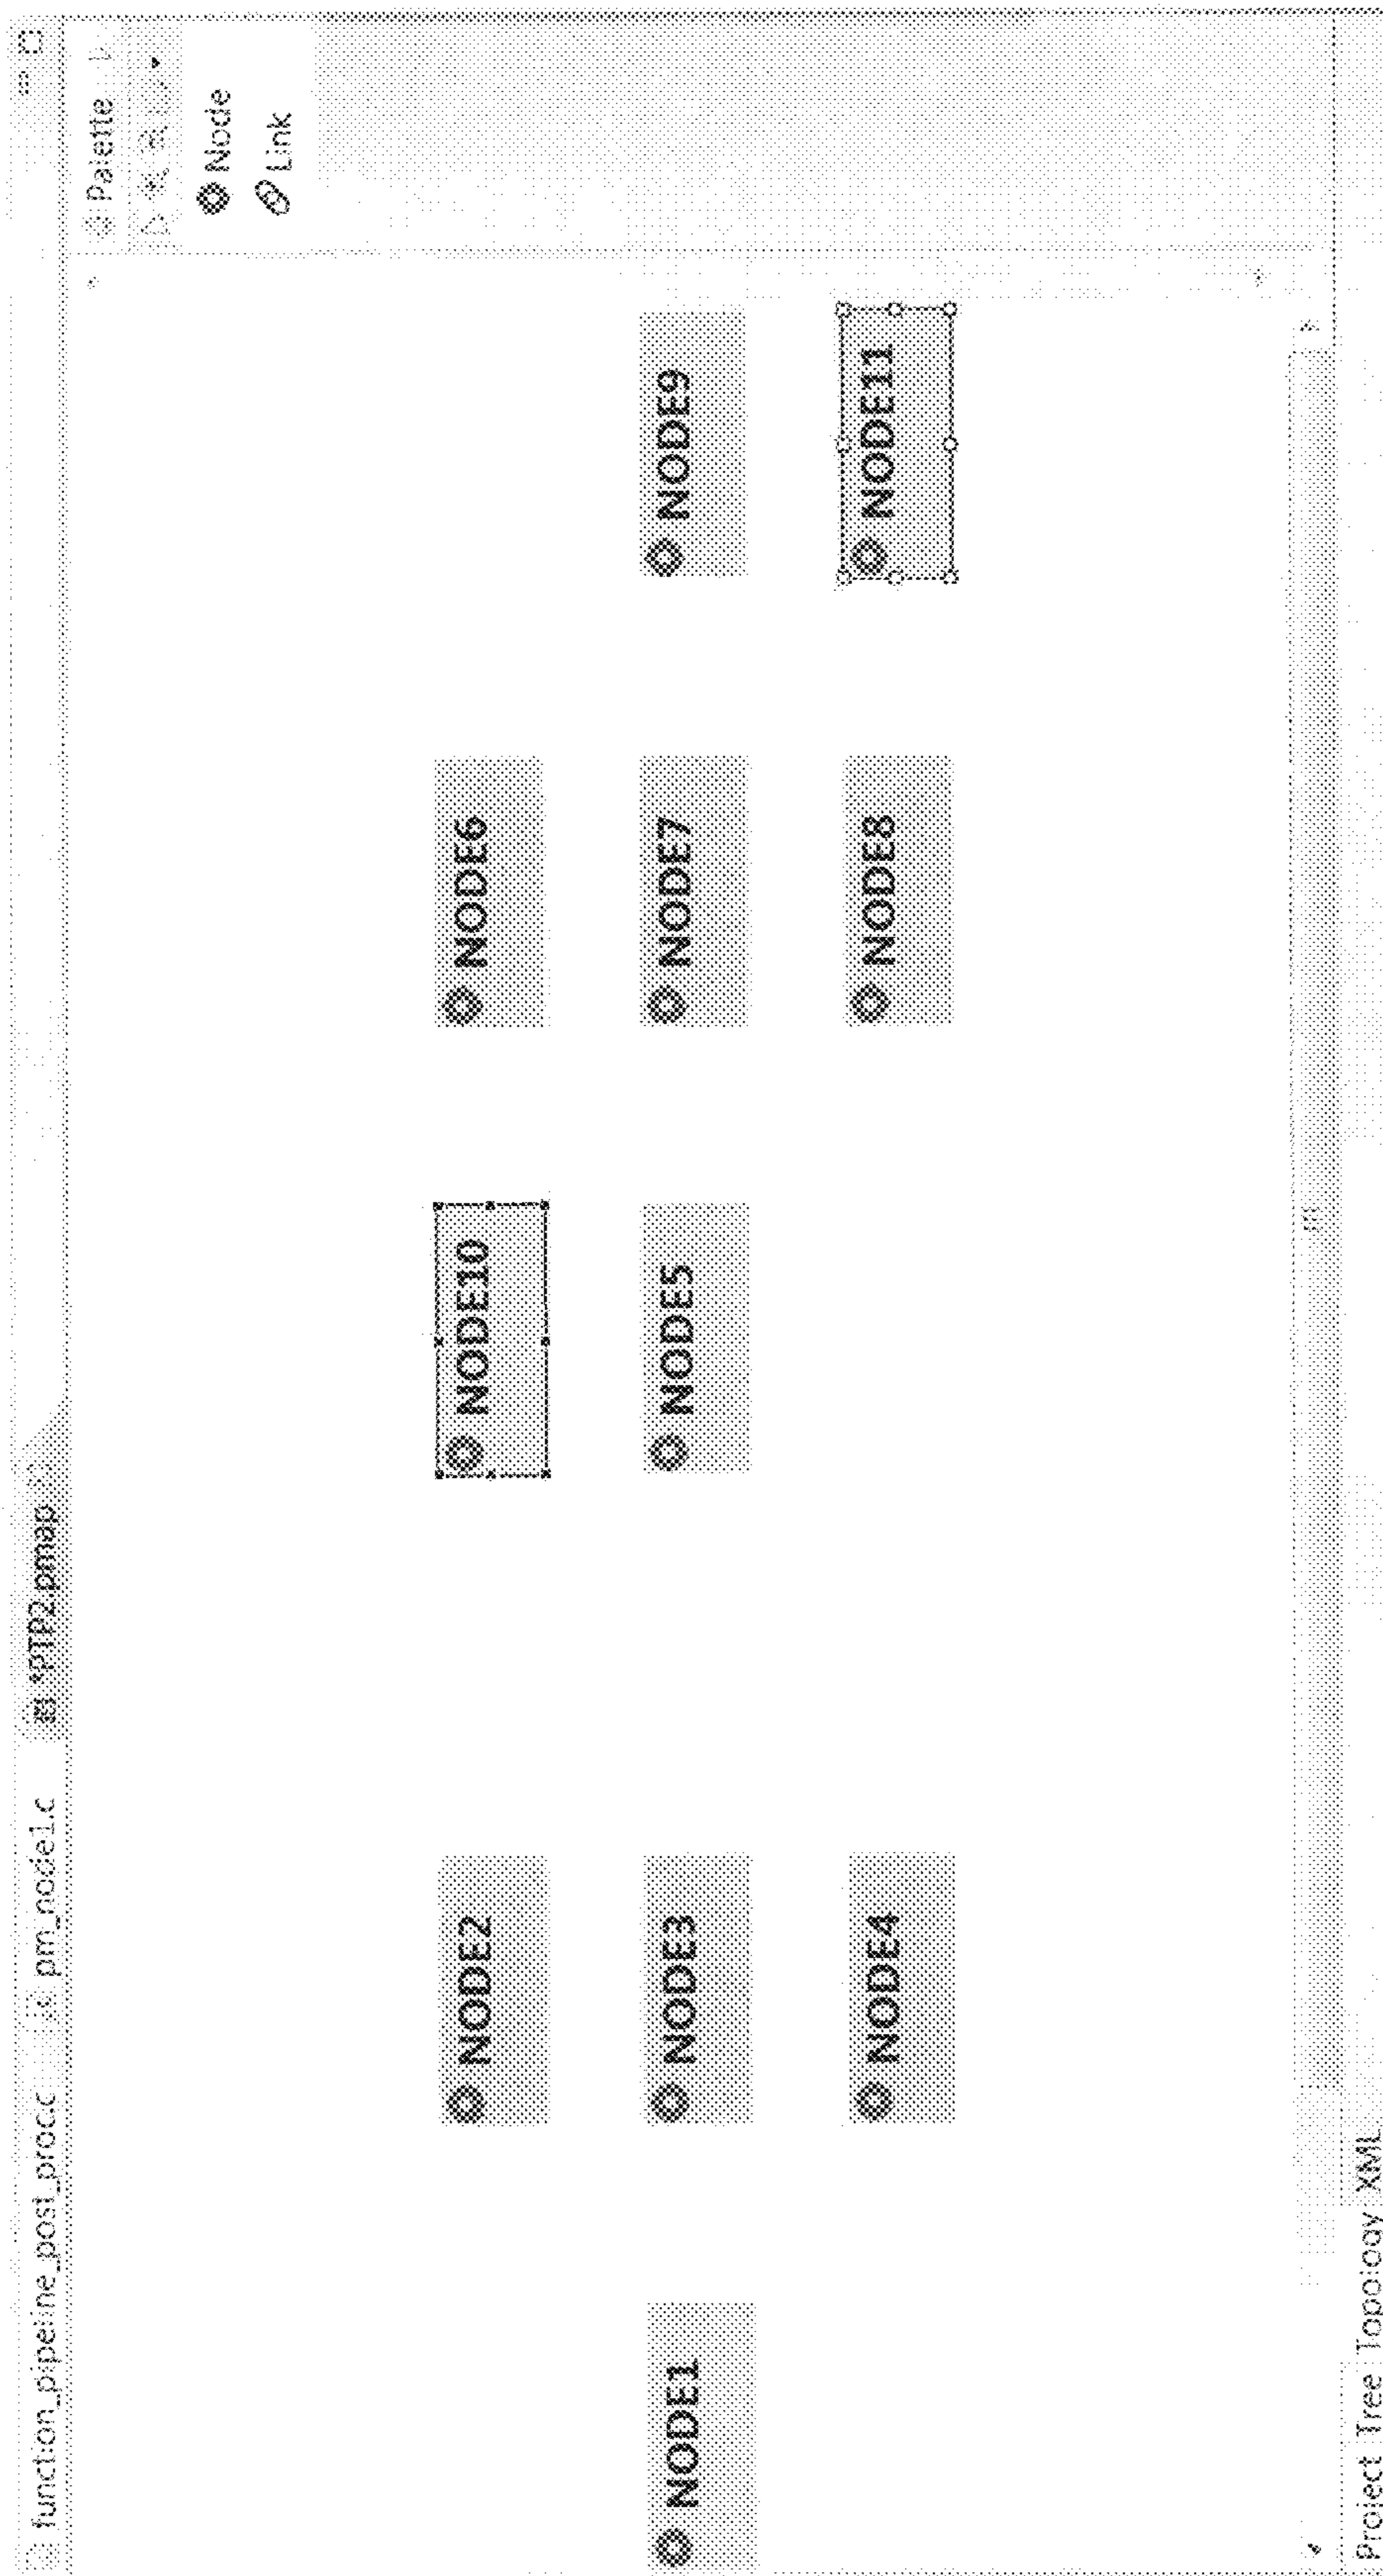 function_pipeline_post_proc.c pm_node1.c *PTP2.pmap
Palette
Node
Link
NODE2 NODE10 NODE6
NODE1 NODE3 NODE5 NODE7 NODE9
NODE4 NODE8 NODE11
Project Tree Topology XML